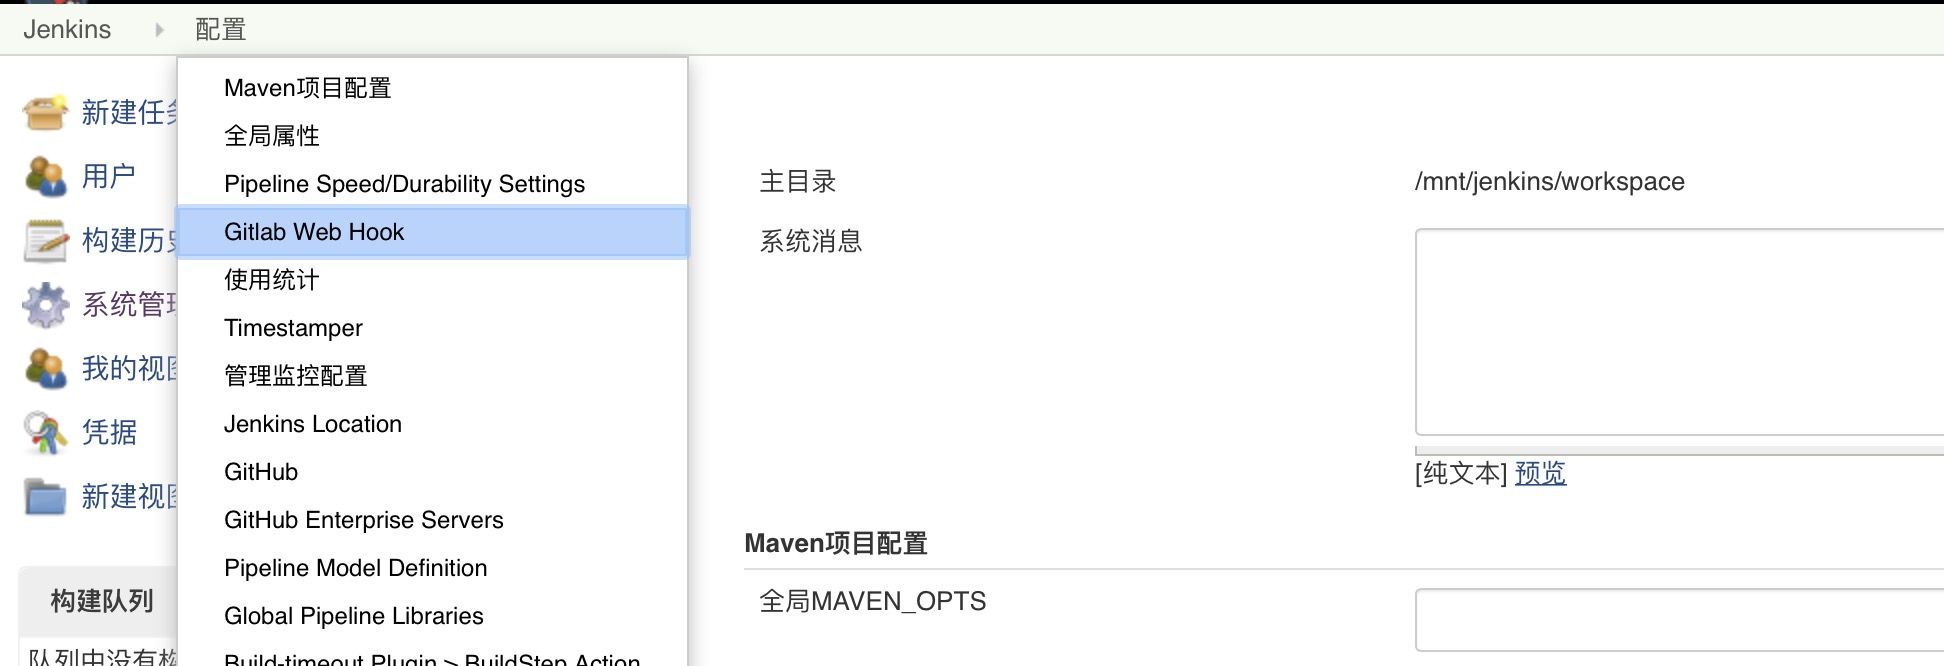 Jenkins
配置
Maven项目配置
全局属性
Pipeline Speed/Durability Settings
Gitlab Web Hook
使用统计
Timestamper
管理监控配置
Jenkins Location
GitHub
GitHub Enterprise Servers
Pipeline Model Definition
Global Pipeline Libraries
Build-timeout Plugin > BuildStep Action
新建任
用户
构建历
系统管
我的视
凭据
新建视
构建队列
队列中没有
主目录
/mnt/jenkins/workspace
系统消息
[纯文本] 预览
Maven项目配置
全局MAVEN_OPTS